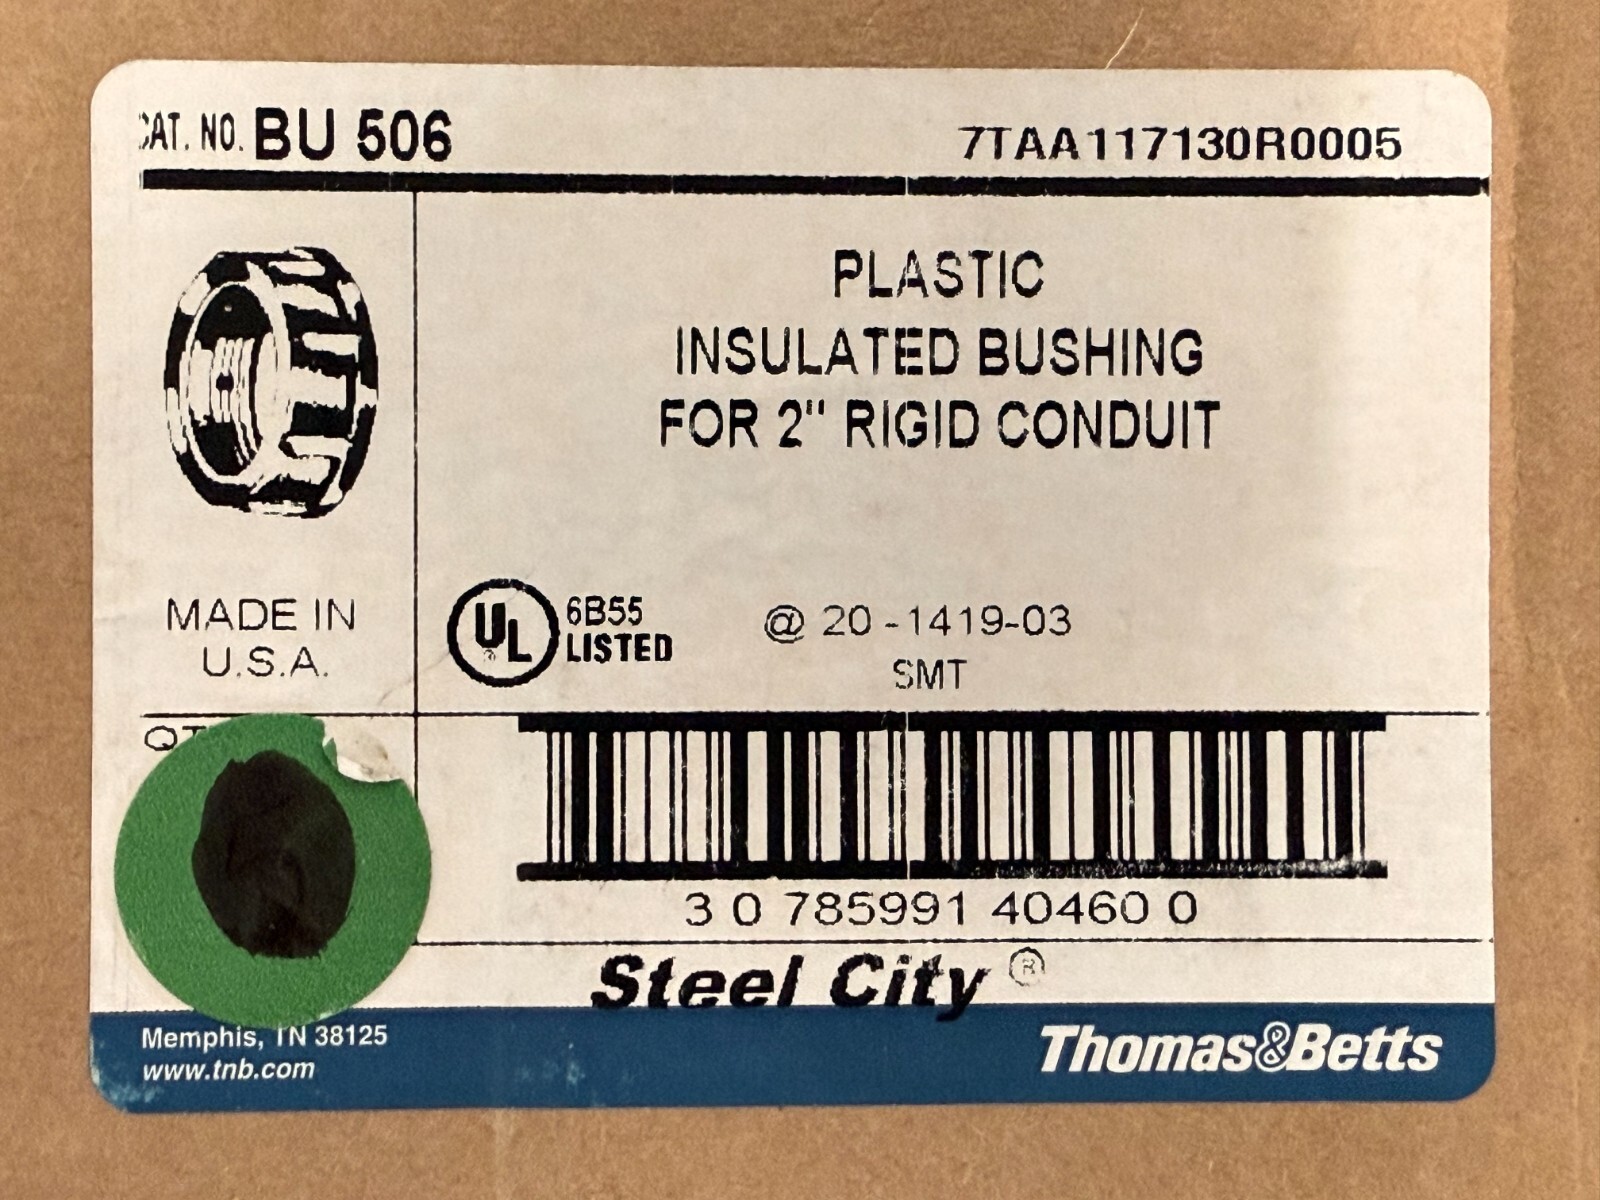 CAT. NO. BU 506
7TAA117130R0005
PLASTIC
INSULATED BUSHING
FOR 2" RIGID CONDUIT
MADE IN
U.S.A.
UL® 6B55
LISTED
@ 20-1419-03
SMT
3 0 785991 40460 0
Steel City®
Memphis, TN 38125
www.tnb.com
Thomas&Betts